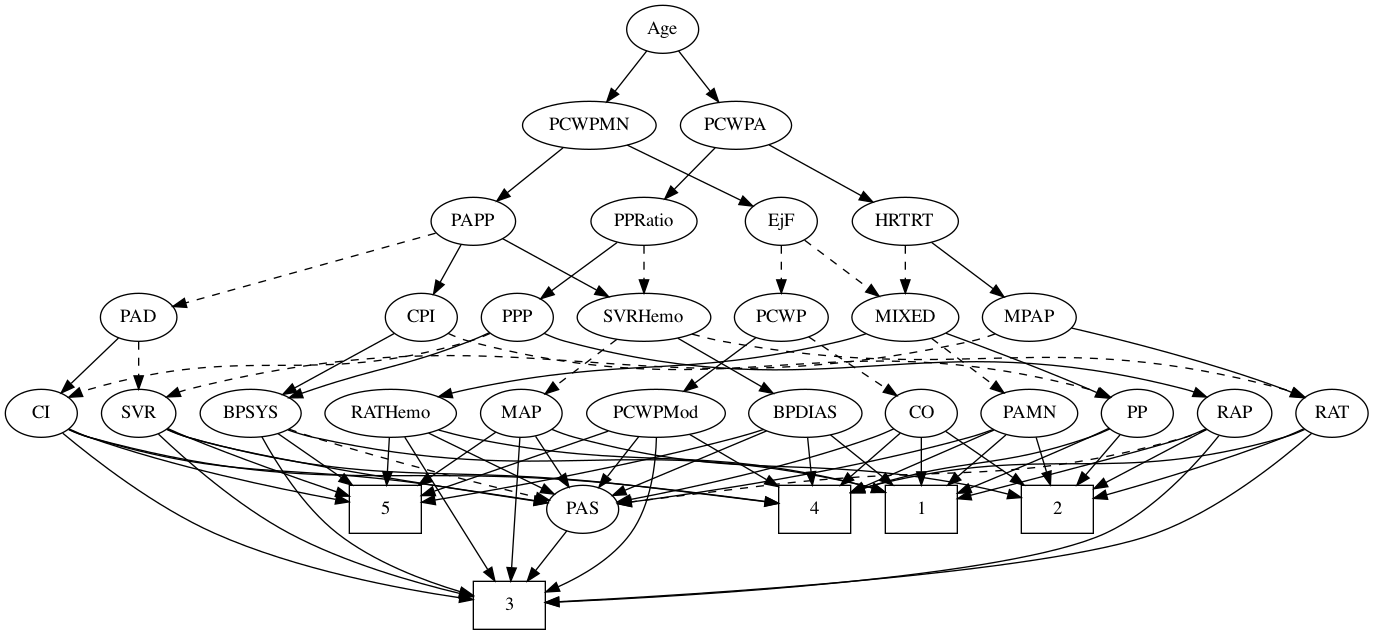 Age
PCWPMN
PCWPA
PAPP
PPRatio
EjF
HRTRT
PAD
CPI
PPP
SVRHemo
PCWP
MIXED
MPAP
CI
SVR
BPSYS
RATHemo
MAP
PCWPMod
BPDIAS
CO
PAMN
PP
RAP
RAT
5
PAS
4
1
2
3